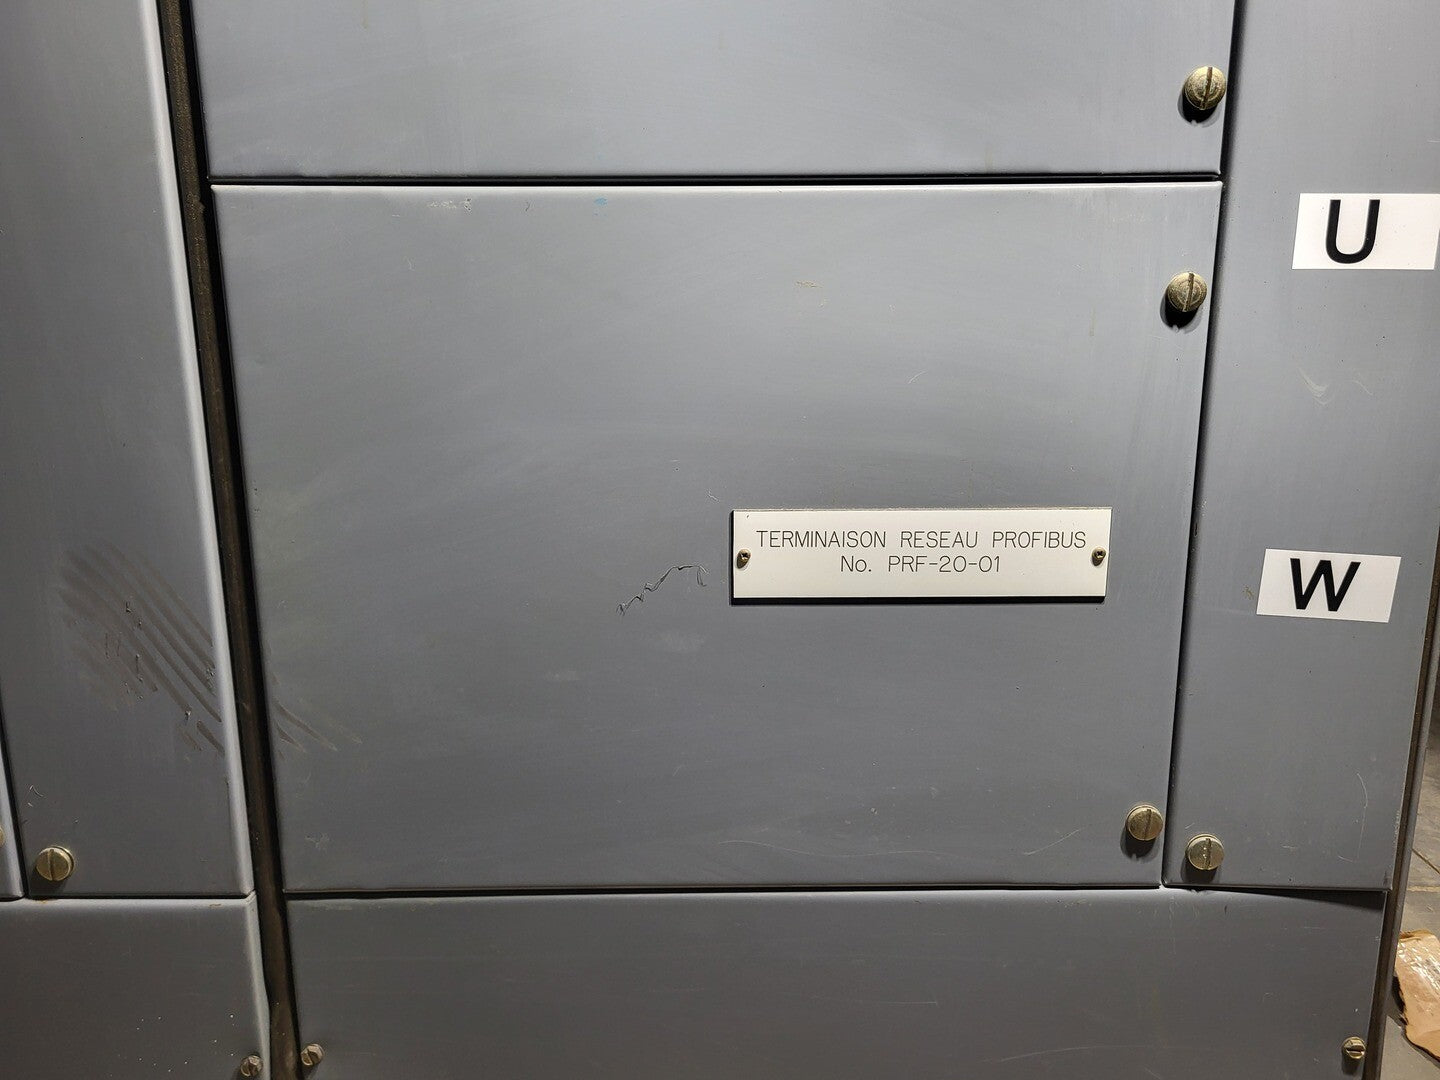 U
TERMINAISON RESEAU PROFIBUS
No. PRF-20-01
W